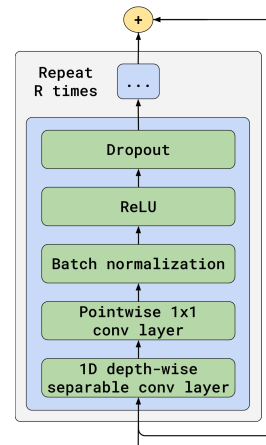 +
Repeat
R times
...
Dropout
ReLU
Batch normalization
Pointwise 1x1
conv layer
1D depth-wise
separable conv layer